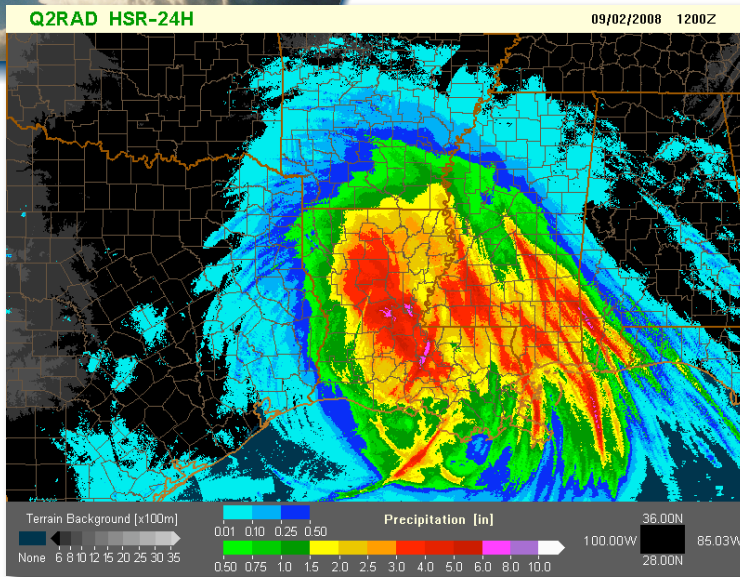 Q2RAD HSR-24H 09/02/2008 1200Z
Terrain Background [x100m]
None 6 8 10 12 15 20 25 30 35
0.01 0.10 0.25 0.50
Precipitation [in]
0.50 0.75 1.0 1.5 2.0 2.5 3.0 4.0 5.0 6.0 8.0 10.0
36.00N
100.00W 85.03W
28.00N